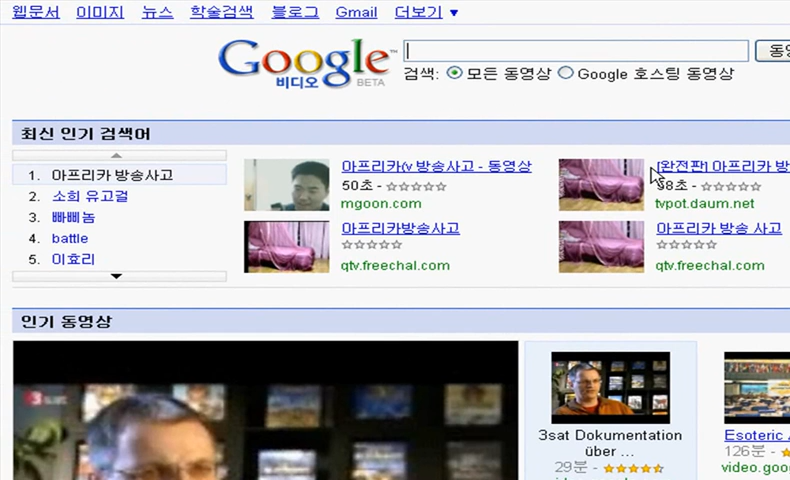 웹문서 이미지 뉴스 학술검색 블로그 Gmail 더보기 ▼
Google™
비디오 BETA
검색: 모든 동영상 Google 호스팅 동영상
최신 인기 검색어
1. 아프리카 방송사고
2. 소희 유고걸
3. 빠삐놈
4. battle
5. 이효리
아프리카(v 방송사고 - 동영상
50초 - ☆☆☆☆☆
mgoon.com
[완전판] 아프리카 방
38초 - ☆☆☆☆☆
tvpot.daum.net
아프리카방송사고
☆☆☆☆☆
qtv.freechal.com
아프리카 방송 사고
☆☆☆☆☆
qtv.freechal.com
인기 동영상
3sat
3sat Dokumentation
über ...
29분 - ★★★★★
Esoteric
126분 -
video.goo